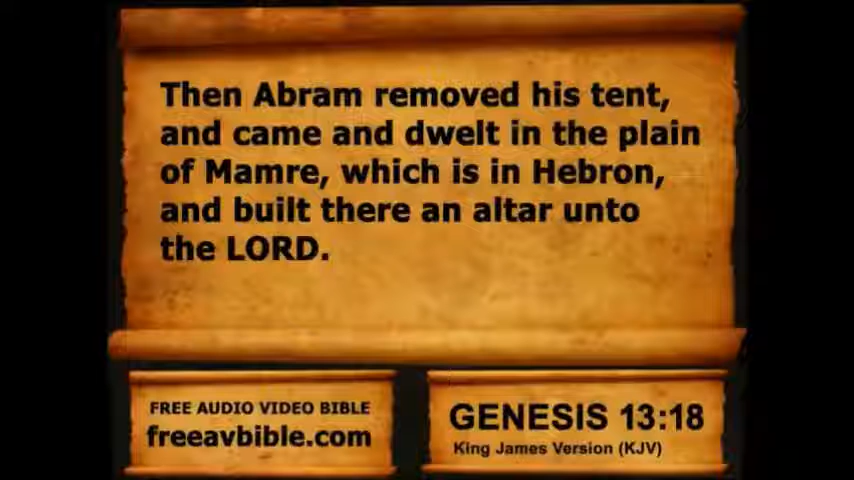 Then Abram removed his tent,
and came and dwelt in the plain
of Mamre, which is in Hebron,
and built there an altar unto
the LORD.
FREE AUDIO VIDEO BIBLE
freeavbible.com
GENESIS 13:18
King James Version (KJV)